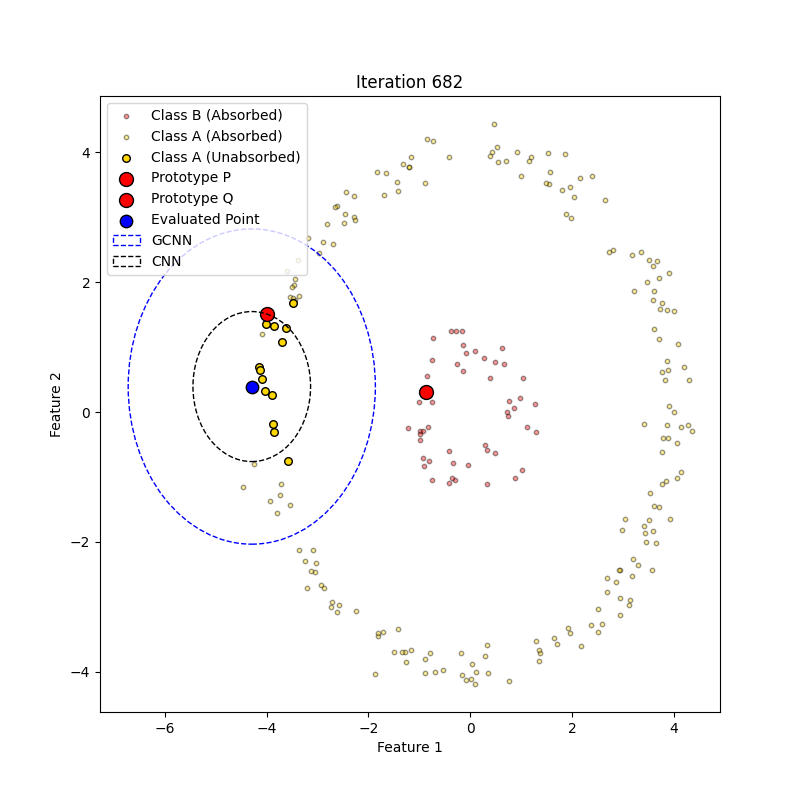 Iteration 682
Class B (Absorbed)
Class A (Absorbed)
Class A (Unabsorbed)
Prototype P
Prototype Q
Evaluated Point
GCNN
CNN
4
2
0
−2
−4
Feature 2
−6 −4 −2 0 2 4
Feature 1